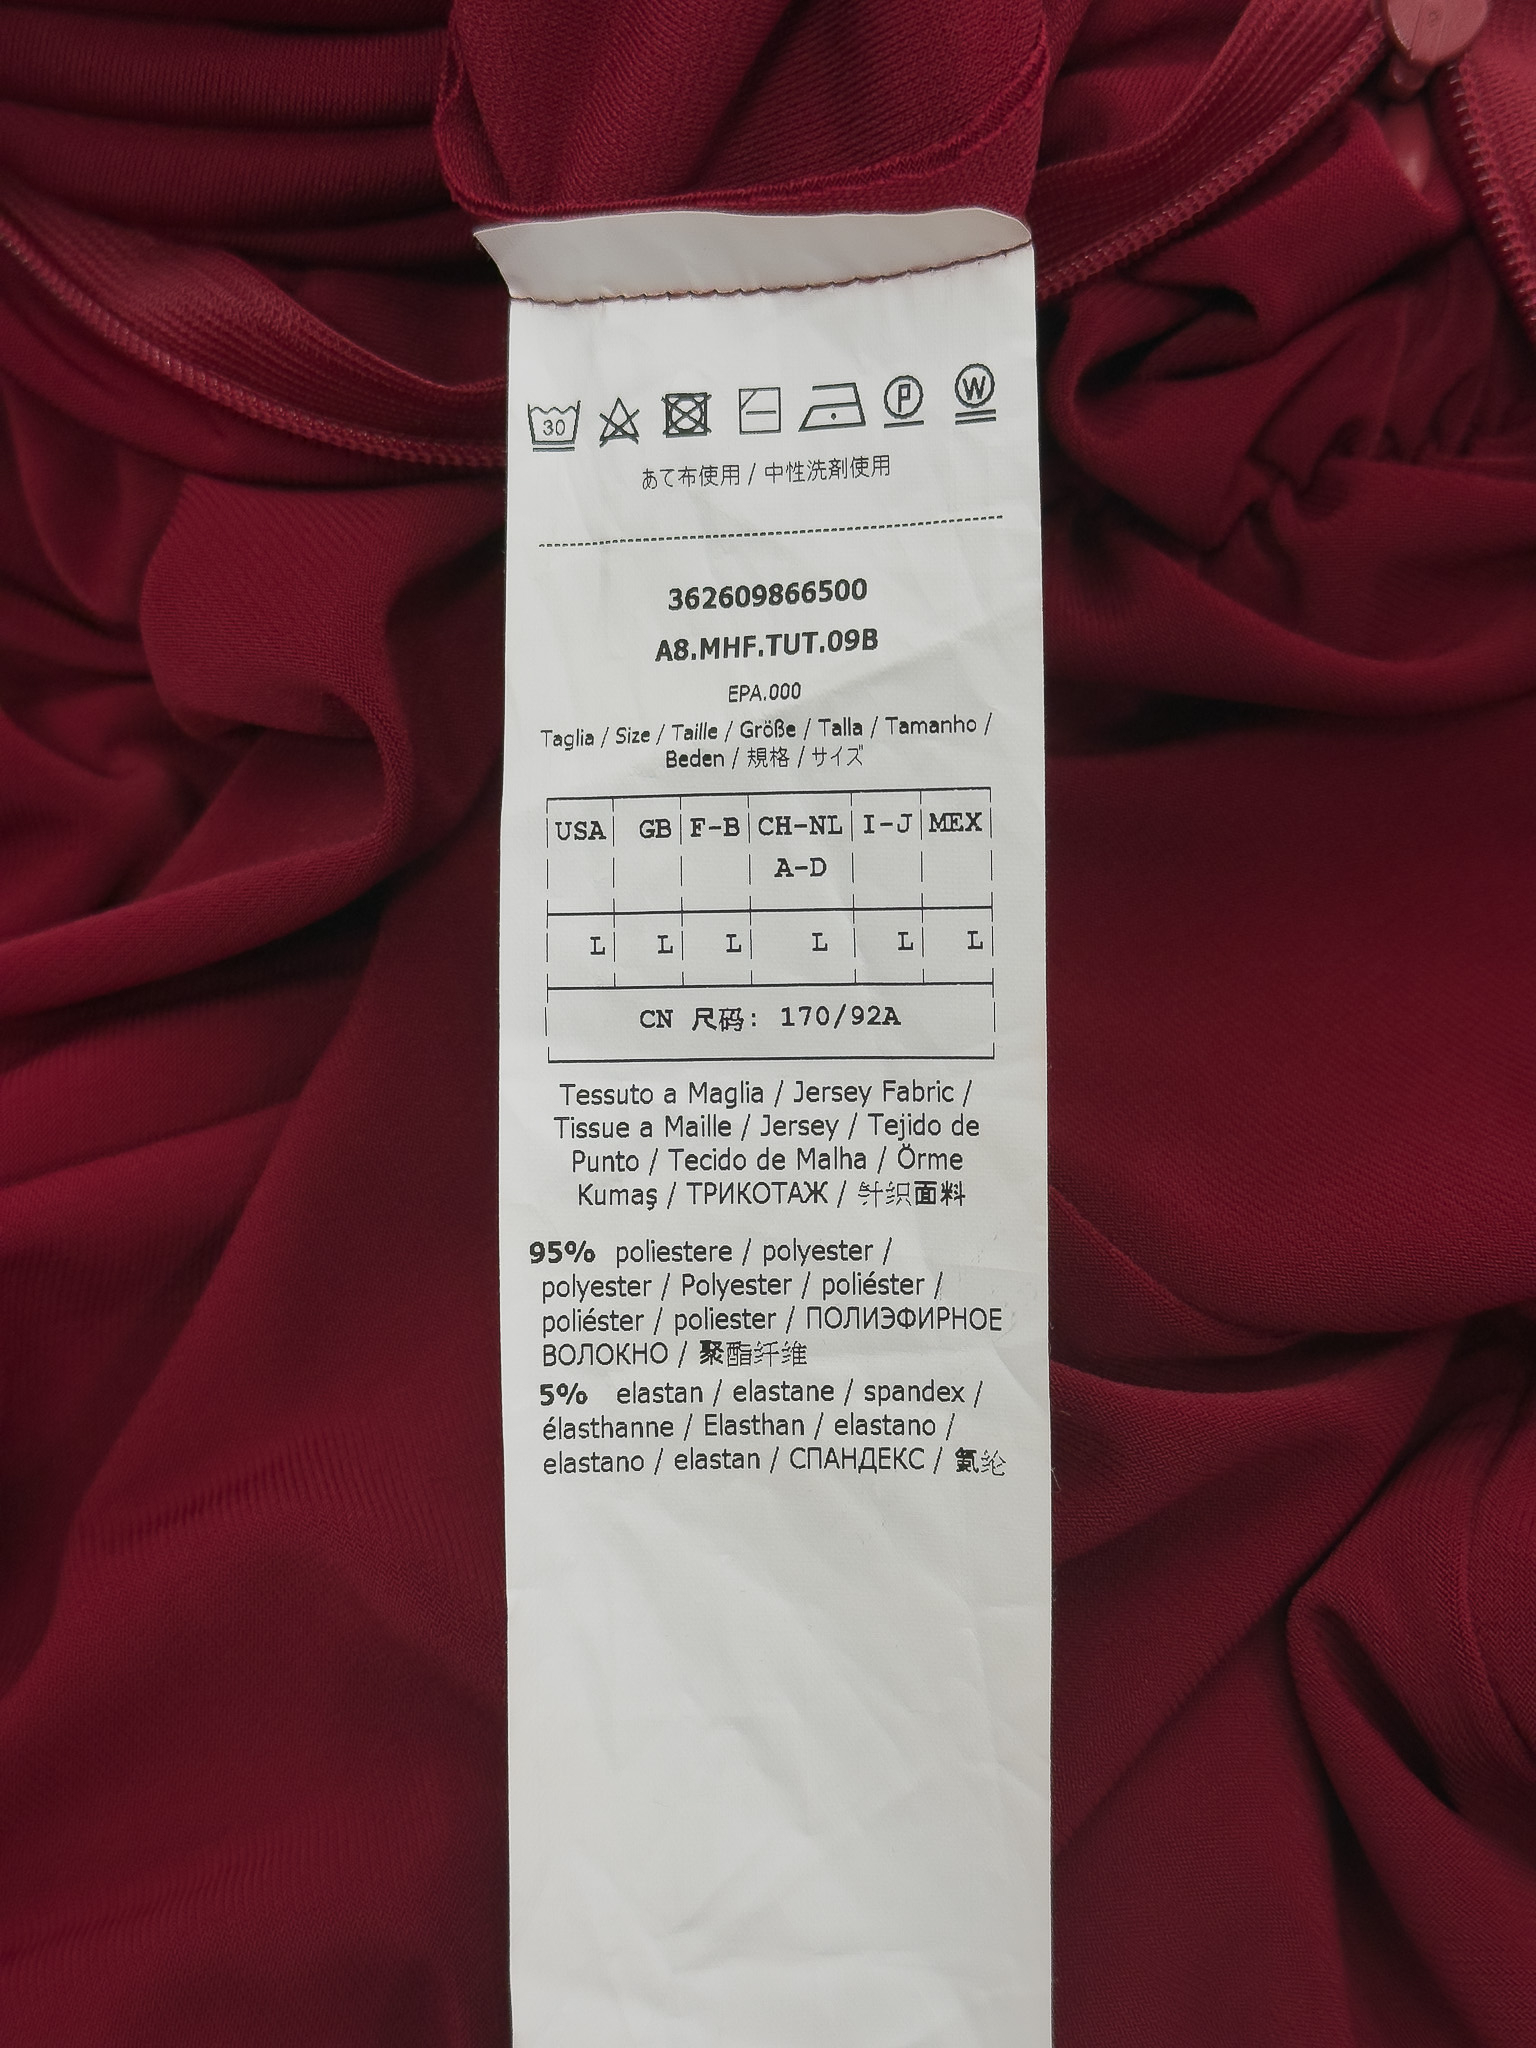 30 P W
あて布使用 / 中性洗剤使用
362609866500
A8.MHF.TUT.09B
EPA.000
Taglia / Size / Taille / Größe / Talla / Tamanho /
Beden / 規格 / サイズ
USA GB F-B CH-NL I-J MEX
A-D
L L L L L L
CN 尺码: 170/92A
Tessuto a Maglia / Jersey Fabric /
Tissue a Maille / Jersey / Tejido de
Punto / Tecido de Malha / Örme
Kumaş / ТРИКОТАЖ / 针织面料
95% poliestere / polyester /
polyester / Polyester / poliéster /
poliéster / poliester / ПОЛИЭФИРНОЕ
ВОЛОКНО / 聚酯纤维
5% elastan / elastane / spandex /
élasthanne / Elasthan / elastano /
elastano / elastan / СПАНДЕКС / 氨纶